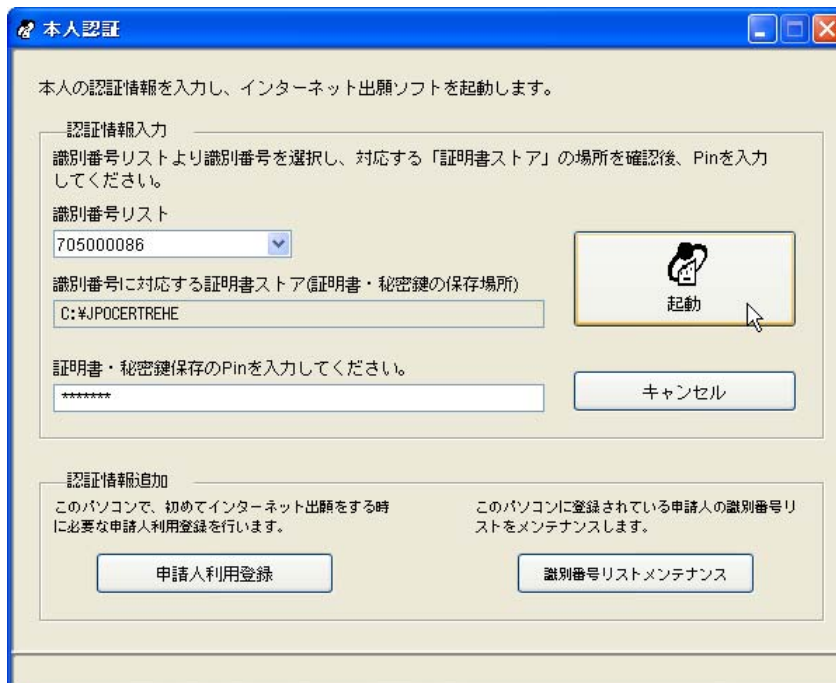 本人認証
本人の認証情報を入力し、インターネット出願ソフトを起動します。
認証情報入力
識別番号リストより識別番号を選択し、対応する「証明書ストア」の場所を確認後、Pinを入力
してください。
識別番号リスト
705000086
識別番号に対応する証明書ストア(証明書・秘密鍵の保存場所)
C:¥JPOCERTREHE
起動
証明書・秘密鍵保存のPinを入力してください。
*******
キャンセル
認証情報追加
このパソコンで、初めてインターネット出願をする時
に必要な申請人利用登録を行います。
申請人利用登録
このパソコンに登録されている申請人の識別番号リ
ストをメンテナンスします。
識別番号リストメンテナンス